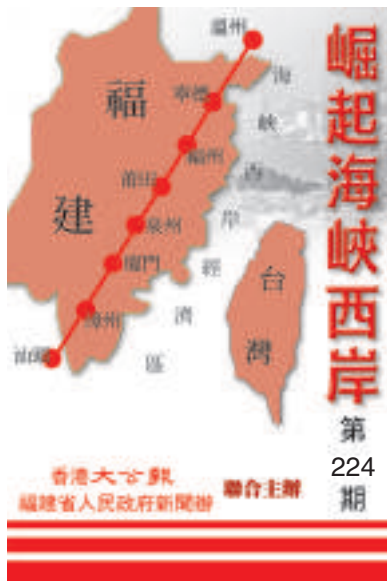 崛起海峽西岸
第
224
期
福建
台灣
海峽西岸經濟區
溫州
寧德
福州
莆田
泉州
廈門
漳州
汕頭
香港大公報
福建省人民政府新聞辦
聯合主辦